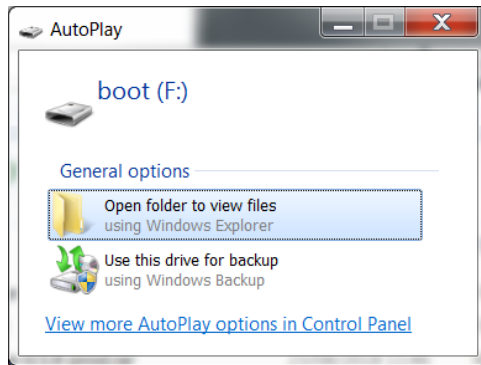 AutoPlay
boot (F:)
General options
Open folder to view files
using Windows Explorer
Use this drive for backup
using Windows Backup
View more AutoPlay options in Control Panel